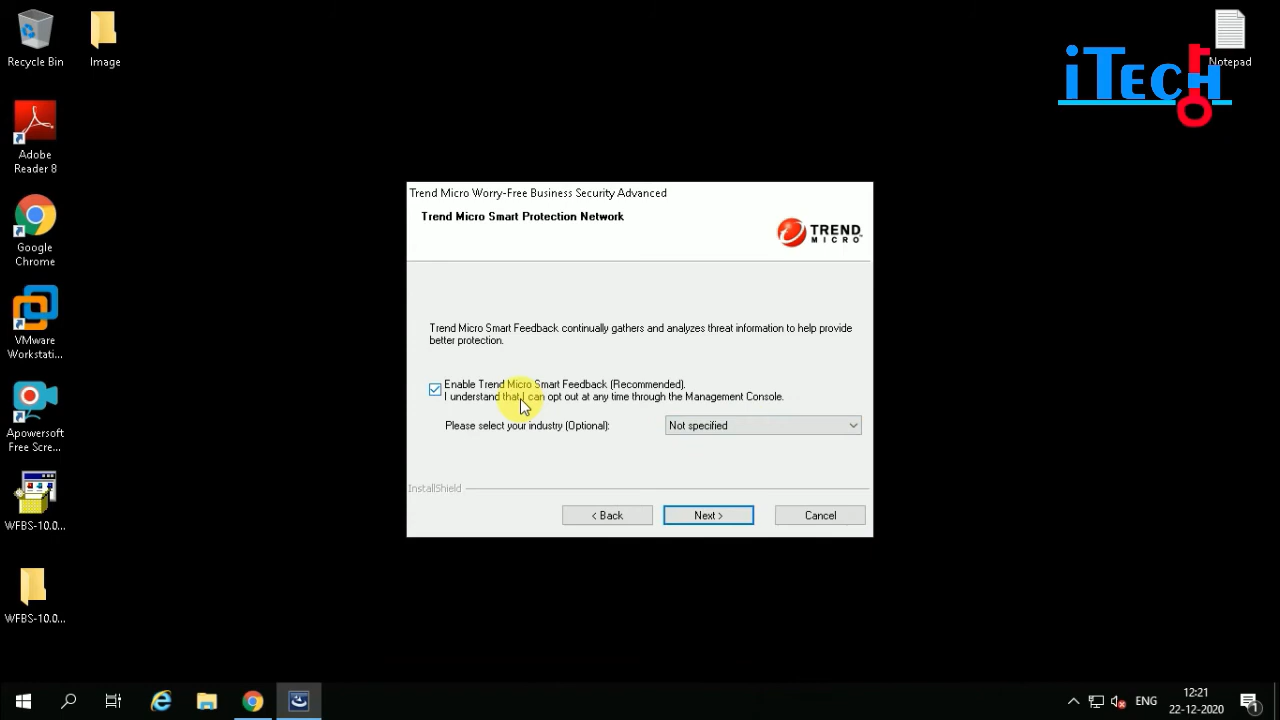 Recycle Bin
Image
Notepad
iTech
Adobe
Reader 8
Google
Chrome
VMware
Workstati...
Apowersoft
Free Scre...
WFBS-10.0...
WFBS-10.0...
Trend Micro Worry-Free Business Security Advanced
Trend Micro Smart Protection Network
TREND
MICRO
Trend Micro Smart Feedback continually gathers and analyzes threat information to help provide
better protection.
Enable Trend Micro Smart Feedback (Recommended).
I understand that I can opt out at any time through the Management Console.
Please select your industry (Optional):
Not specified
InstallShield
< Back
Next >
Cancel
ENG
12:21
22-12-2020
1